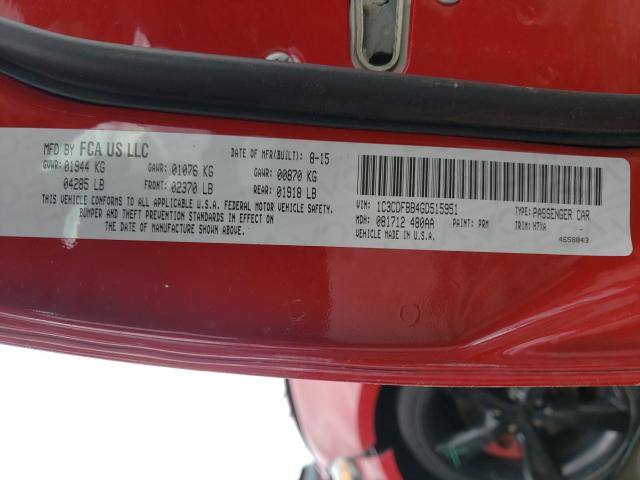 MFD BY FCA US LLC
DATE OF MFR(BUILT): 8-15
GVWR: 01944 KG GAWR: 01076 KG GAWR: 00870 KG
04285 LB FRONT: 02370 LB REAR: 01918 LB
THIS VEHICLE CONFORMS TO ALL APPLICABLE U.S.A. FEDERAL MOTOR VEHICLE SAFETY,
BUMPER AND THEFT PREVENTION STANDARDS IN EFFECT ON
THE DATE OF MANUFACTURE SHOWN ABOVE.
VIN: 1C3CDFBB4GD515951 TYPE: PASSENGER CAR
MDH: 081712 480AA PAINT: PRM TRIM: H7XA -
VEHICLE MADE IN U.S.A.
4658843